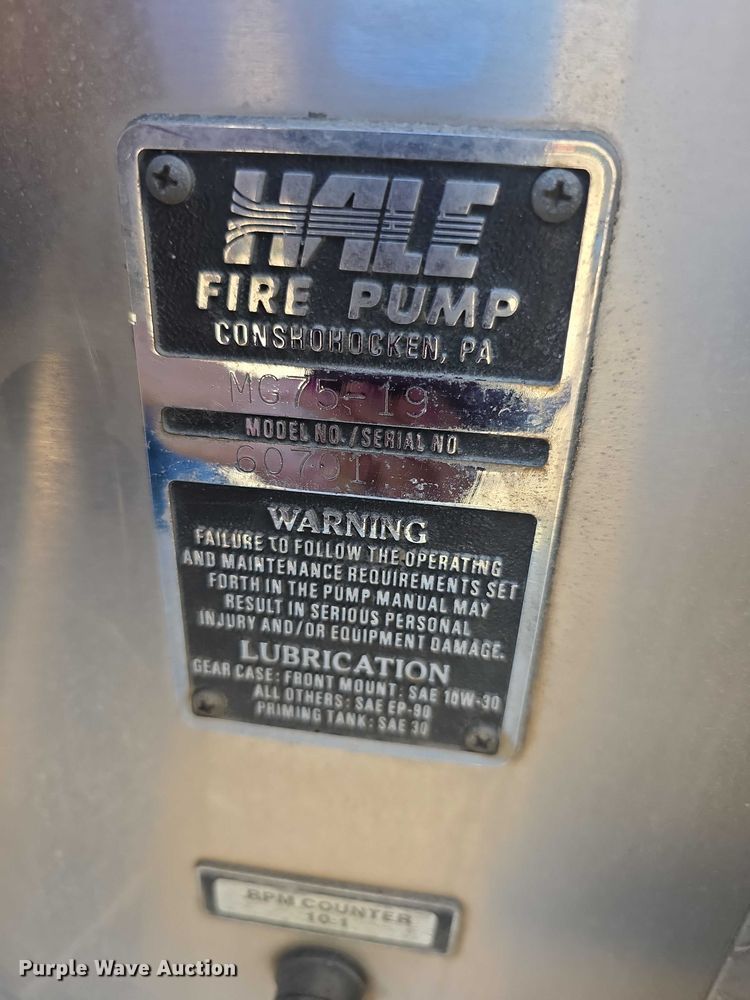 HALE
FIRE PUMP
CONSHOHOCKEN, PA
MG75-19
MODEL NO./SERIAL NO.
60701
WARNING
FAILURE TO FOLLOW THE OPERATING
AND MAINTENANCE REQUIREMENTS SET
FORTH IN THE PUMP MANUAL MAY
RESULT IN SERIOUS PERSONAL
INJURY AND/OR EQUIPMENT DAMAGE.
LUBRICATION
GEAR CASE: FRONT MOUNT: SAE 10W-30
ALL OTHERS: SAE EP-90
PRIMING TANK: SAE 30
RPM COUNTER
10-1
Purple Wave Auction